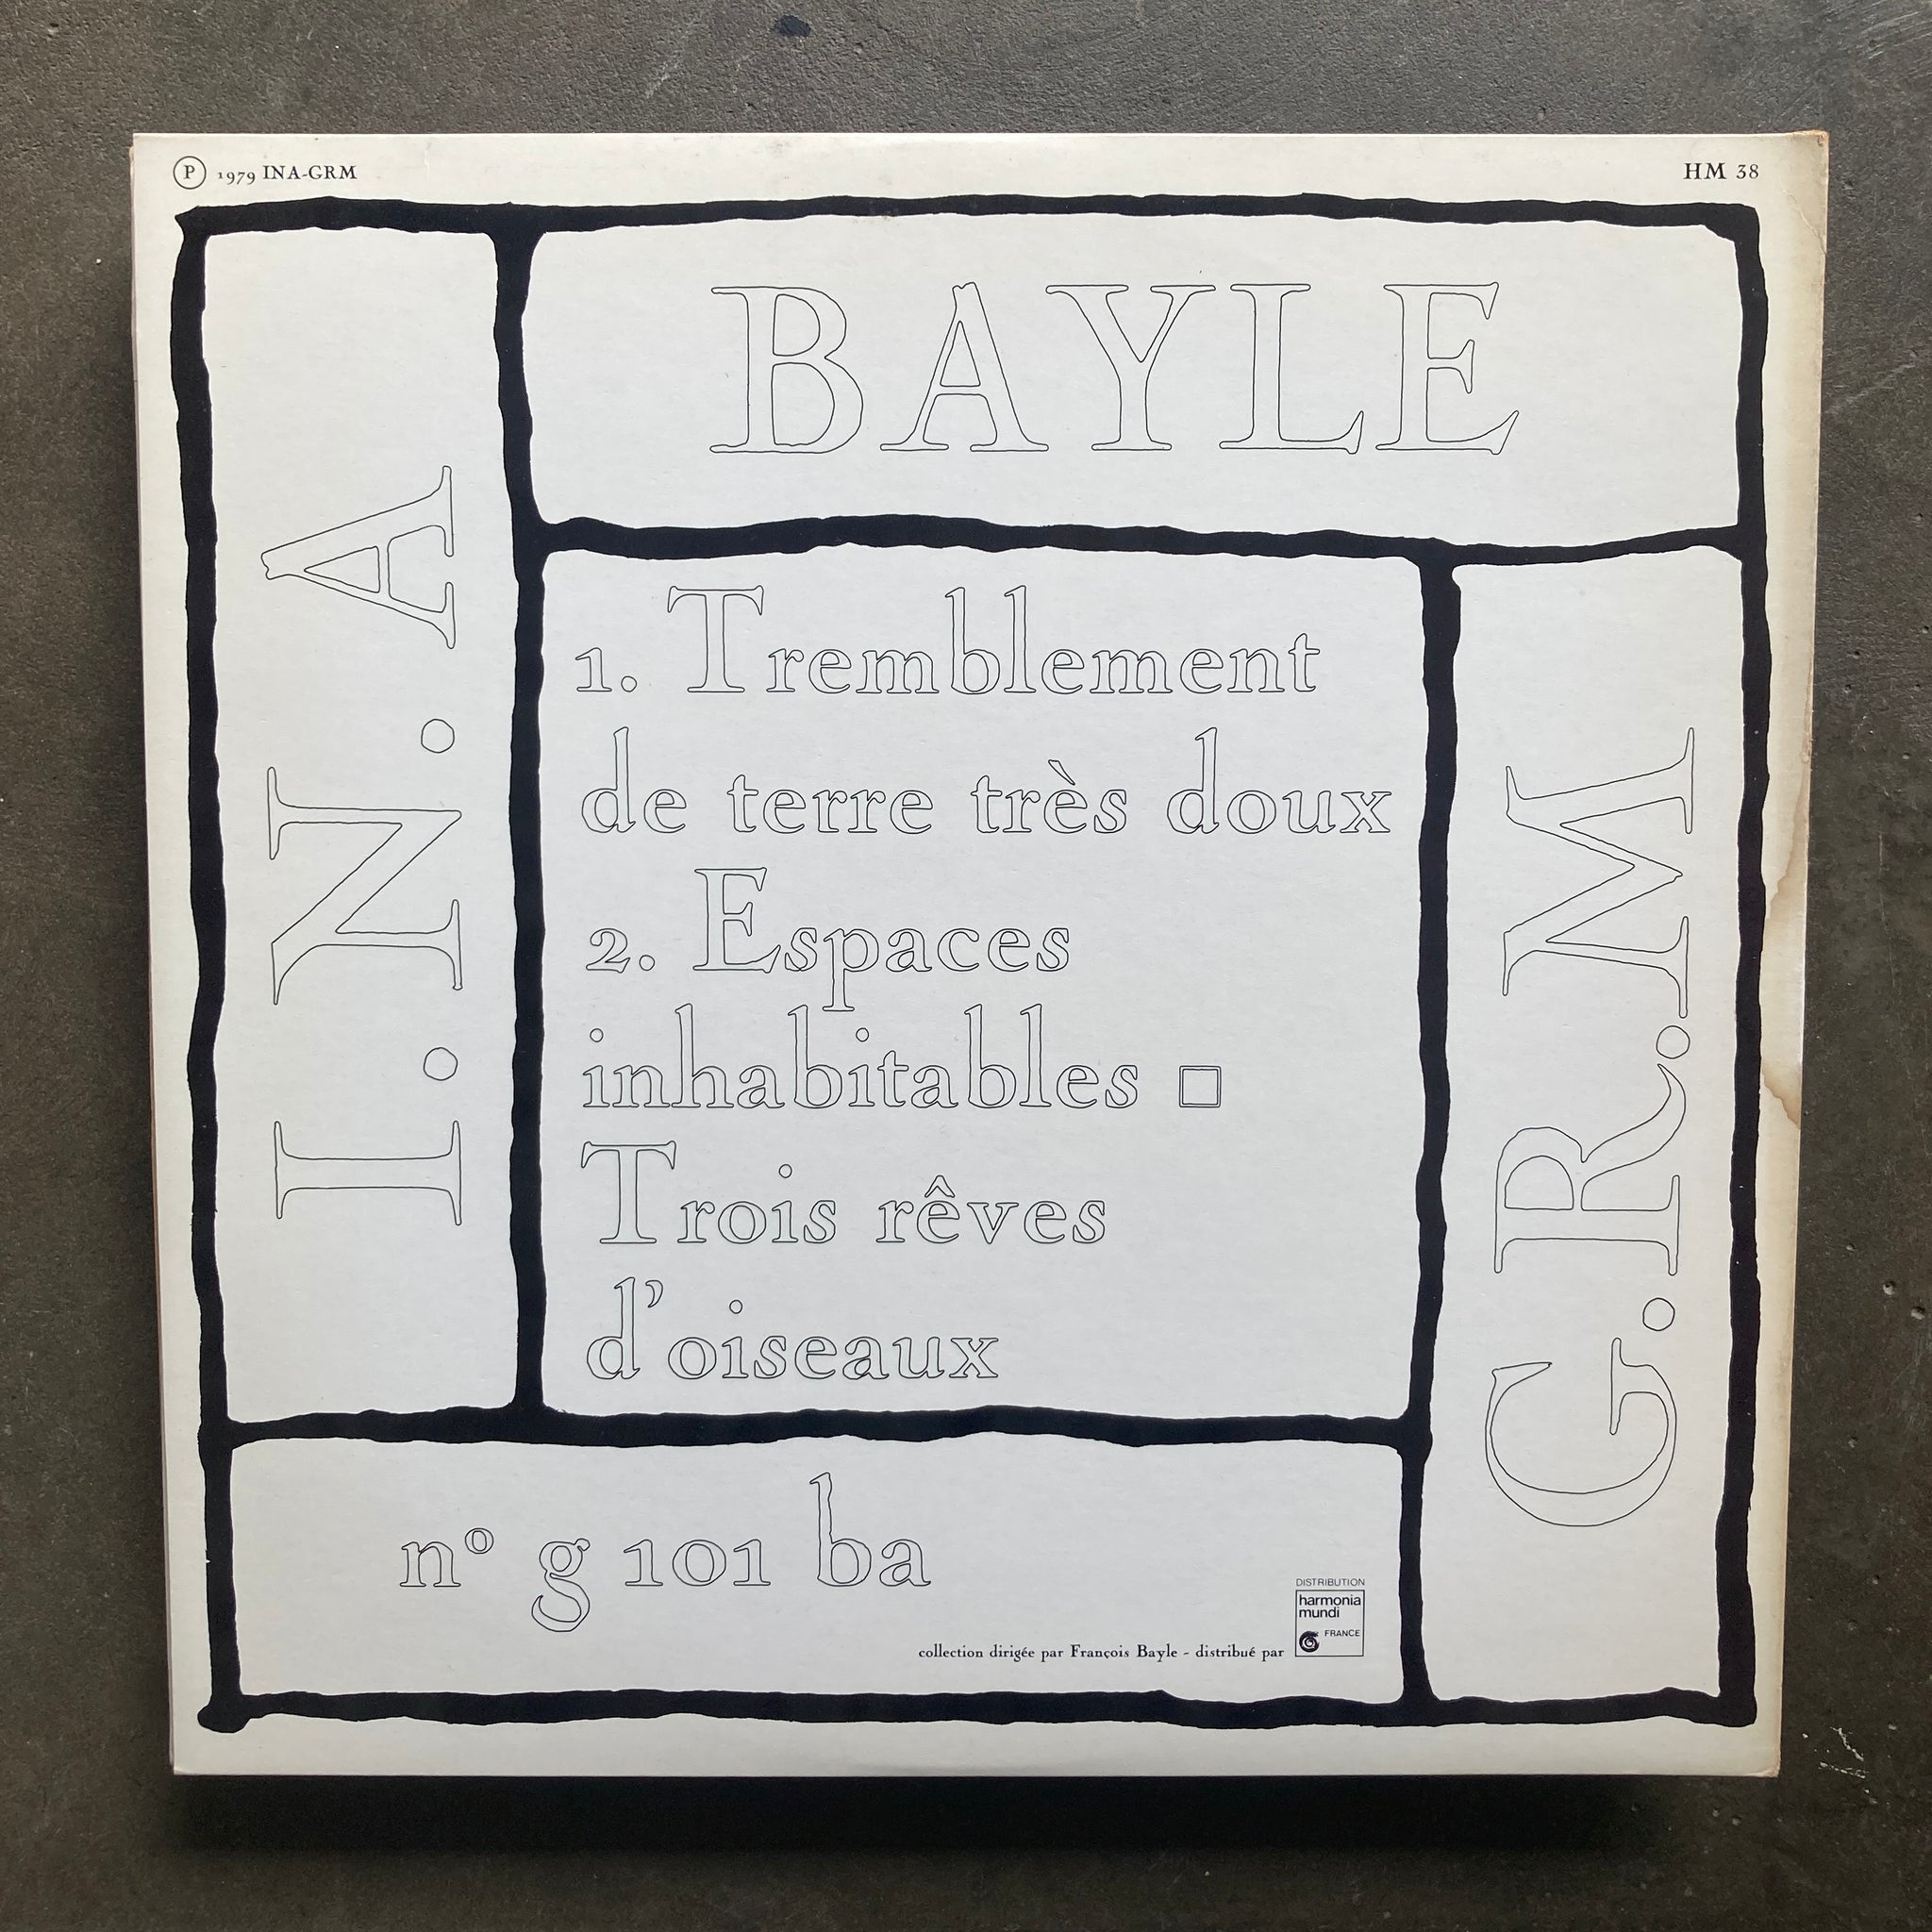 Ⓟ 1979 INA-GRM
HM 38
BAYLE
I.N.A
1. Tremblement
de terre très doux
2. Espaces
inhabitables □
Trois rêves
d'oiseaux
G.R.M
nº g 101 ba
collection dirigée par François Bayle - distribué par
DISTRIBUTION
harmonia
mundi
FRANCE